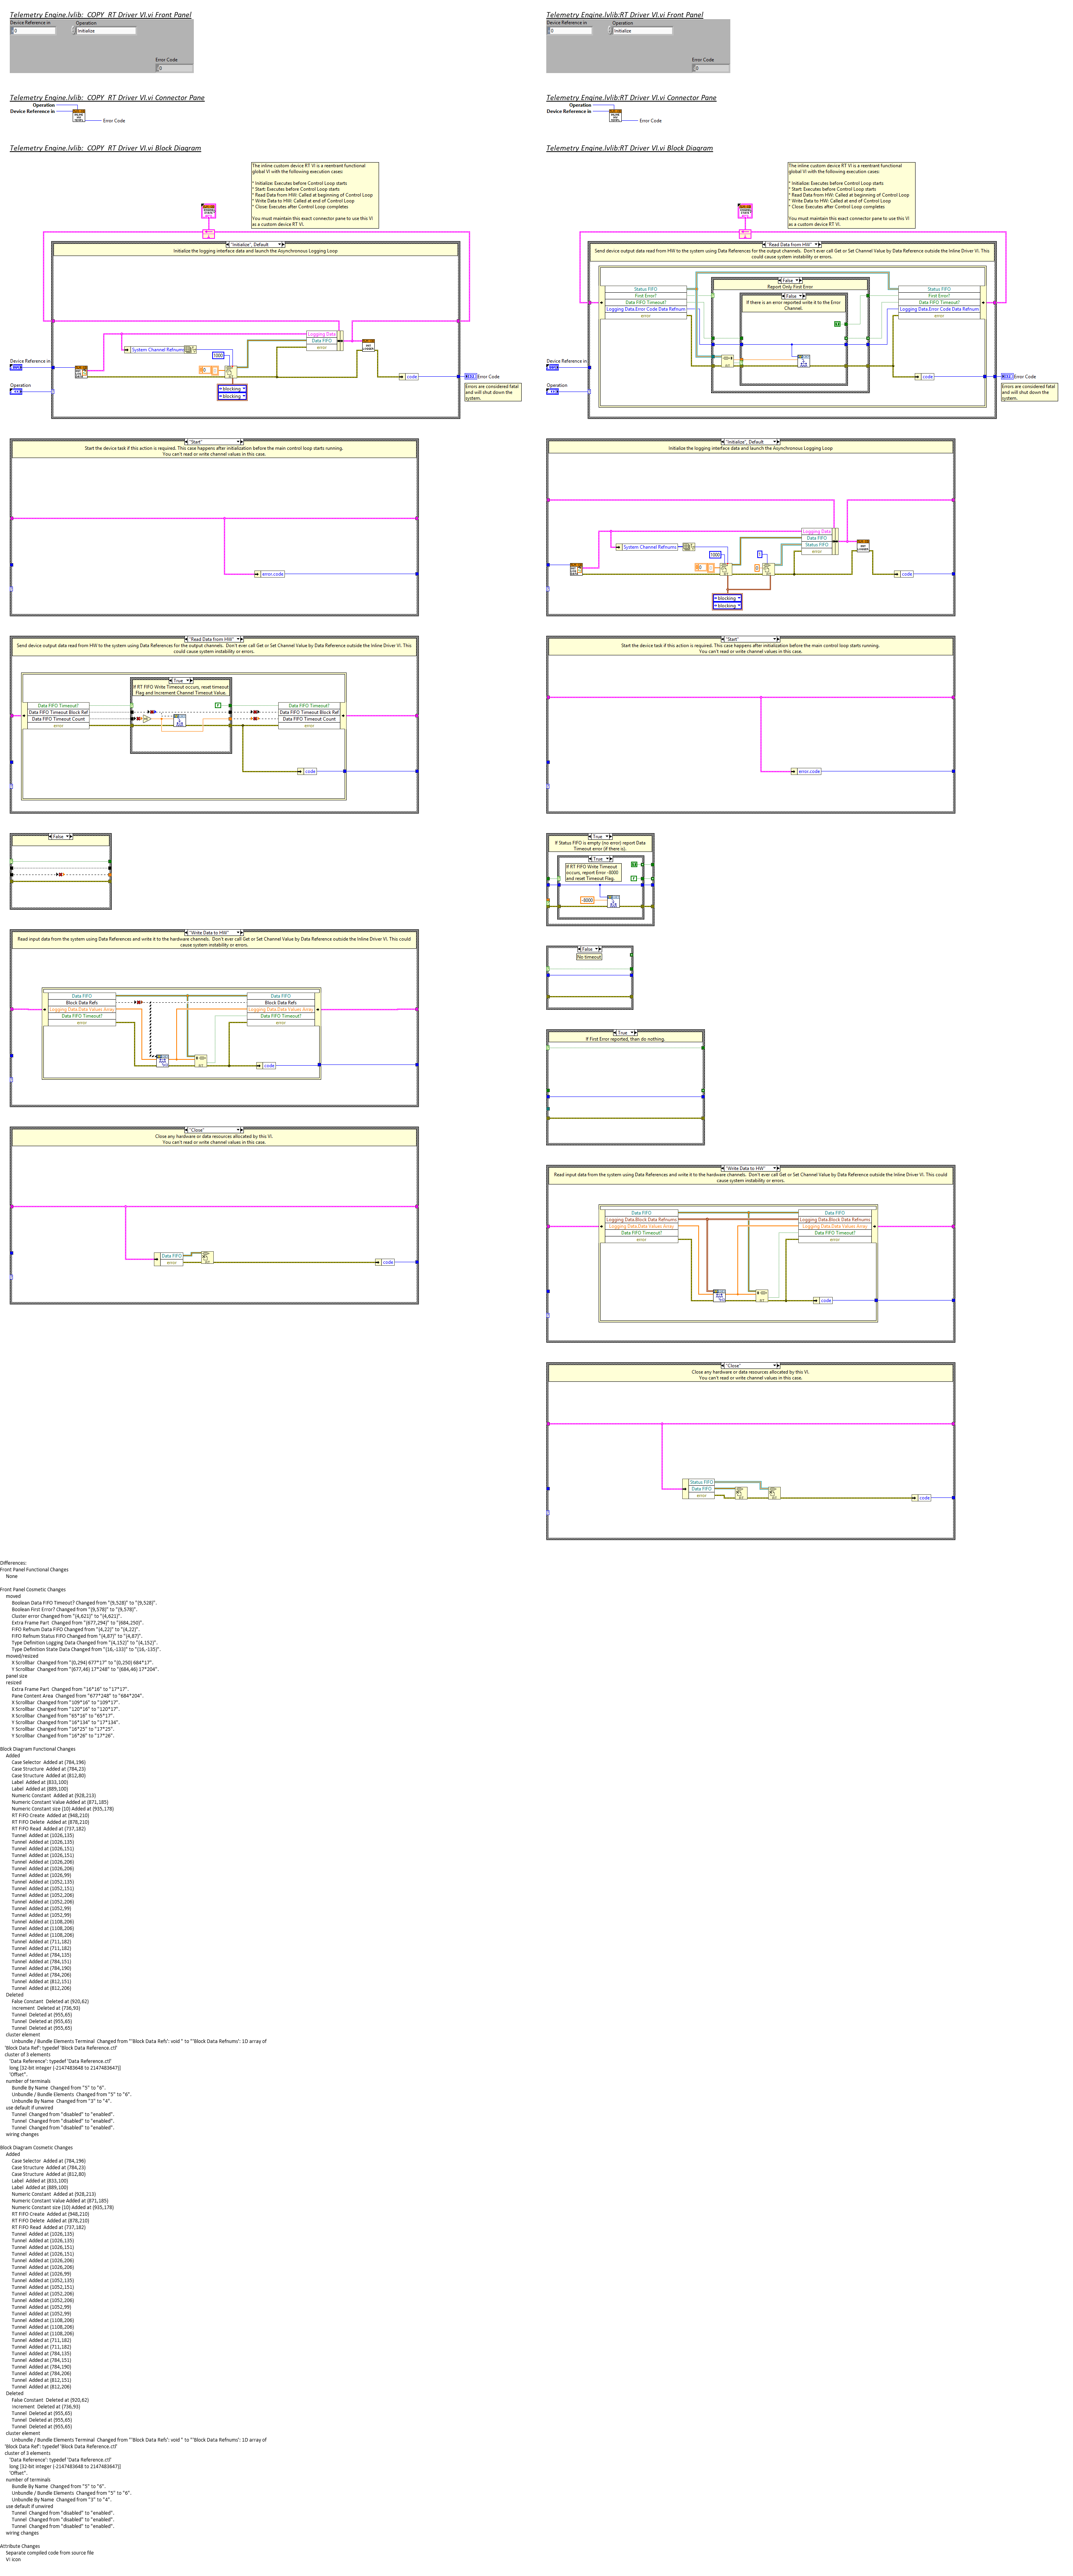 Telemetry Engine.lvlib:  COPY  RT Driver VI.vi Front Panel
Device Reference in
0
Operation
Initialize
Error Code
0
Telemetry Engine.lvlib:  COPY  RT Driver VI.vi Connector Pane
Operation
Device Reference in
Error Code
Telemetry Engine.lvlib:  COPY  RT Driver VI.vi Block Diagram
The inline custom device RT VI is a reentrant functional
global VI with the following execution cases:
* Initialize: Executes before Control Loop starts
* Start: Executes before Control Loop starts
* Read Data from HW: Called at beginning of Control Loop
* Write Data to HW: Called at end of Control Loop
* Close: Executes after Control Loop completes
You must maintain this exact connector pane to use this VI
as a custom device RT VI.
"Initialize", Default
Initialize the logging interface data and launch the Asynchronous Logging Loop
Logging Data
Data FIFO
error
System Channel Refnums
1000
Device Reference in
Operation
code
Error Code
blocking
blocking
Errors are considered fatal
and will shut down the
system.
"Start"
Start the device task if this action is required. This case happens after initialization before the main control loop starts running.
You can't read or write channel values in this case.
error.code
"Read Data from HW"
Send device output data read from HW to the system using Data References for the output channels.  Don't ever call Get or Set Channel Value by Data Reference outside the Inline Driver VI. This
could cause system instability or errors.
True
If RT FIFO Write Timeout occurs, reset timeout
Flag and Increment Channel Timeout Value.
Data FIFO Timeout?
Data FIFO Timeout Block Ref
Data FIFO Timeout Count
error
Data FIFO Timeout?
Data FIFO Timeout Block Ref
Data FIFO Timeout Count
error
code
False
"Write Data to HW"
Read input data from the system using Data References and write it to the hardware channels.  Don't ever call Get or Set Channel Value by Data Reference outside the Inline Driver VI. This could
cause system instability or errors.
Data FIFO
Block Data Refs
Logging Data.Data Values Array
Data FIFO Timeout?
error
Data FIFO
Block Data Refs
Logging Data.Data Values Array
Data FIFO Timeout?
error
code
"Close"
Close any hardware or data resources allocated by this VI.
You can't read or write channel values in this case.
Data FIFO
error
code
Telemetry Engine.lvlib:RT Driver VI.vi Front Panel
Device Reference in
0
Operation
Initialize
Error Code
0
Telemetry Engine.lvlib:RT Driver VI.vi Connector Pane
Operation
Device Reference in
Error Code
Telemetry Engine.lvlib:RT Driver VI.vi Block Diagram
The inline custom device RT VI is a reentrant functional
global VI with the following execution cases:
* Initialize: Executes before Control Loop starts
* Start: Executes before Control Loop starts
* Read Data from HW: Called at beginning of Control Loop
* Write Data to HW: Called at end of Control Loop
* Close: Executes after Control Loop completes
You must maintain this exact connector pane to use this VI
as a custom device RT VI.
"Read Data from HW"
Send device output data read from HW to the system using Data References for the output channels.  Don't ever call Get or Set Channel Value by Data Reference outside the Inline Driver VI. This
could cause system instability or errors.
False
Report Only First Error
False
If there is an error reported write it to the Error
Channel.
Status FIFO
First Error?
Data FIFO Timeout?
Logging Data.Error Code Data Refnum
error
Status FIFO
First Error?
Data FIFO Timeout?
Logging Data.Error Code Data Refnum
error
Device Reference in
Operation
code
Error Code
Errors are considered fatal
and will shut down the
system.
"Initialize", Default
Initialize the logging interface data and launch the Asynchronous Logging Loop
Logging Data
Data FIFO
Status FIFO
error
System Channel Refnums
1000
1
0
code
blocking
blocking
"Start"
Start the device task if this action is required. This case happens after initialization before the main control loop starts running.
You can't read or write channel values in this case.
error.code
True
If Status FIFO is empty (no error) report Data
Timeout error (if there is).
True
If RT FIFO Write Timeout
occurs, report Error -8000
and reset Timeout Flag.
-8000
False
No timeout
True
If First Error reported, then do nothing.
"Write Data to HW"
Read input data from the system using Data References and write it to the hardware channels.  Don't ever call Get or Set Channel Value by Data Reference outside the Inline Driver VI. This could
cause system instability or errors.
Data FIFO
Logging Data.Block Data Refnums
Logging Data.Data Values Array
Data FIFO Timeout?
error
Data FIFO
Logging Data.Block Data Refnums
Logging Data.Data Values Array
Data FIFO Timeout?
error
code
"Close"
Close any hardware or data resources allocated by this VI.
You can't read or write channel values in this case.
Status FIFO
Data FIFO
error
code
Differences:
Front Panel Functional Changes
None
Front Panel Cosmetic Changes
moved
Boolean Data FIFO Timeout? Changed from "(9,528)" to "(9,528)".
Boolean First Error? Changed from "(9,578)" to "(9,578)".
Cluster error Changed from "(4,621)" to "(4,621)".
Extra Frame Part  Changed from "(677,294)" to "(684,250)".
FIFO Refnum Data FIFO Changed from "(4,22)" to "(4,22)".
FIFO Refnum Status FIFO Changed from "(4,87)" to "(4,87)".
Type Definition Logging Data Changed from "(4,152)" to "(4,152)".
Type Definition State Data Changed from "(16,-133)" to "(16,-135)".
moved/resized
X Scrollbar  Changed from "(0,294) 677*17" to "(0,250) 684*17".
Y Scrollbar  Changed from "(677,46) 17*248" to "(684,46) 17*204".
panel size
resized
Extra Frame Part  Changed from "16*16" to "17*17".
Pane Content Area  Changed from "677*248" to "684*204".
X Scrollbar  Changed from "109*16" to "109*17".
X Scrollbar  Changed from "120*16" to "120*17".
X Scrollbar  Changed from "65*16" to "65*17".
Y Scrollbar  Changed from "16*134" to "17*134".
Y Scrollbar  Changed from "16*25" to "17*25".
Y Scrollbar  Changed from "16*26" to "17*26".
Block Diagram Functional Changes
Added
Case Selector  Added at (784,196)
Case Structure  Added at (784,23)
Case Structure  Added at (812,80)
Label  Added at (833,100)
Label  Added at (889,100)
Numeric Constant  Added at (928,213)
Numeric Constant Value Added at (871,185)
Numeric Constant size (10) Added at (935,178)
RT FIFO Create  Added at (948,210)
RT FIFO Delete  Added at (878,210)
RT FIFO Read  Added at (737,182)
Tunnel  Added at (1026,135)
Tunnel  Added at (1026,135)
Tunnel  Added at (1026,151)
Tunnel  Added at (1026,151)
Tunnel  Added at (1026,206)
Tunnel  Added at (1026,206)
Tunnel  Added at (1026,99)
Tunnel  Added at (1052,135)
Tunnel  Added at (1052,151)
Tunnel  Added at (1052,206)
Tunnel  Added at (1052,206)
Tunnel  Added at (1052,99)
Tunnel  Added at (1052,99)
Tunnel  Added at (1108,206)
Tunnel  Added at (1108,206)
Tunnel  Added at (1108,206)
Tunnel  Added at (711,182)
Tunnel  Added at (711,182)
Tunnel  Added at (784,135)
Tunnel  Added at (784,151)
Tunnel  Added at (784,190)
Tunnel  Added at (784,206)
Tunnel  Added at (812,151)
Tunnel  Added at (812,206)
Deleted
False Constant  Deleted at (920,62)
Increment  Deleted at (736,93)
Tunnel  Deleted at (955,65)
Tunnel  Deleted at (955,65)
Tunnel  Deleted at (955,65)
cluster element
Unbundle / Bundle Elements Terminal  Changed from "'Block Data Refs': void " to "'Block Data Refnums': 1D array of
'Block Data Ref': typedef 'Block Data Reference.ctl'
cluster of 3 elements
'Data Reference': typedef 'Data Reference.ctl'
long [32-bit integer (-2147483648 to 2147483647)]
'Offset".
number of terminals
Bundle By Name  Changed from "5" to "6".
Unbundle / Bundle Elements  Changed from "5" to "6".
Unbundle By Name  Changed from "3" to "4".
use default if unwired
Tunnel  Changed from "disabled" to "enabled".
Tunnel  Changed from "disabled" to "enabled".
Tunnel  Changed from "disabled" to "enabled".
wiring changes
Block Diagram Cosmetic Changes
Added
Case Selector  Added at (784,196)
Case Structure  Added at (784,23)
Case Structure  Added at (812,80)
Label  Added at (833,100)
Label  Added at (889,100)
Numeric Constant  Added at (928,213)
Numeric Constant Value Added at (871,185)
Numeric Constant size (10) Added at (935,178)
RT FIFO Create  Added at (948,210)
RT FIFO Delete  Added at (878,210)
RT FIFO Read  Added at (737,182)
Tunnel  Added at (1026,135)
Tunnel  Added at (1026,135)
Tunnel  Added at (1026,151)
Tunnel  Added at (1026,151)
Tunnel  Added at (1026,206)
Tunnel  Added at (1026,206)
Tunnel  Added at (1026,99)
Tunnel  Added at (1052,135)
Tunnel  Added at (1052,151)
Tunnel  Added at (1052,206)
Tunnel  Added at (1052,206)
Tunnel  Added at (1052,99)
Tunnel  Added at (1052,99)
Tunnel  Added at (1108,206)
Tunnel  Added at (1108,206)
Tunnel  Added at (1108,206)
Tunnel  Added at (711,182)
Tunnel  Added at (711,182)
Tunnel  Added at (784,135)
Tunnel  Added at (784,151)
Tunnel  Added at (784,190)
Tunnel  Added at (784,206)
Tunnel  Added at (812,151)
Tunnel  Added at (812,206)
Deleted
False Constant  Deleted at (920,62)
Increment  Deleted at (736,93)
Tunnel  Deleted at (955,65)
Tunnel  Deleted at (955,65)
Tunnel  Deleted at (955,65)
cluster element
Unbundle / Bundle Elements Terminal  Changed from "'Block Data Refs': void " to "'Block Data Refnums': 1D array of
'Block Data Ref': typedef 'Block Data Reference.ctl'
cluster of 3 elements
'Data Reference': typedef 'Data Reference.ctl'
long [32-bit integer (-2147483648 to 2147483647)]
'Offset".
number of terminals
Bundle By Name  Changed from "5" to "6".
Unbundle / Bundle Elements  Changed from "5" to "6".
Unbundle By Name  Changed from "3" to "4".
use default if unwired
Tunnel  Changed from "disabled" to "enabled".
Tunnel  Changed from "disabled" to "enabled".
Tunnel  Changed from "disabled" to "enabled".
wiring changes
Attribute Changes
Separate compiled code from source file
VI Icon